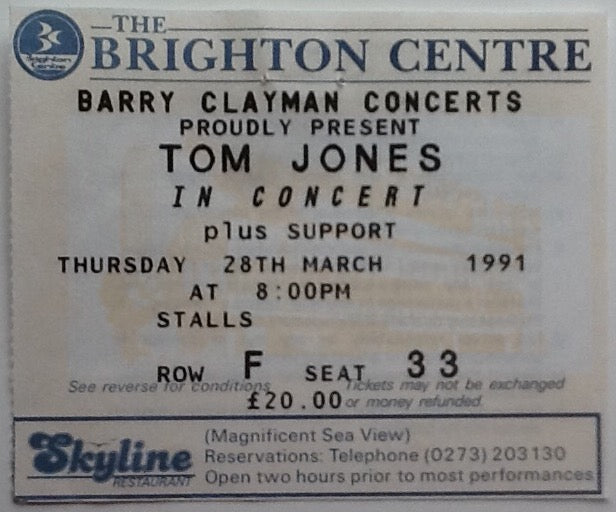 THE
BRIGHTON CENTRE
Brighton
Centre
BARRY CLAYMAN CONCERTS
PROUDLY PRESENT
TOM JONES
IN CONCERT
plus SUPPORT
THURSDAY 28TH MARCH 1991
AT 8:00PM
STALLS
ROW F SEAT 33
See reverse for conditions Tickets may not be exchanged
£20.00 or money refunded.
Skyline
RESTAURANT
(Magnificent Sea View)
Reservations: Telephone (0273) 203130
Open two hours prior to most performances